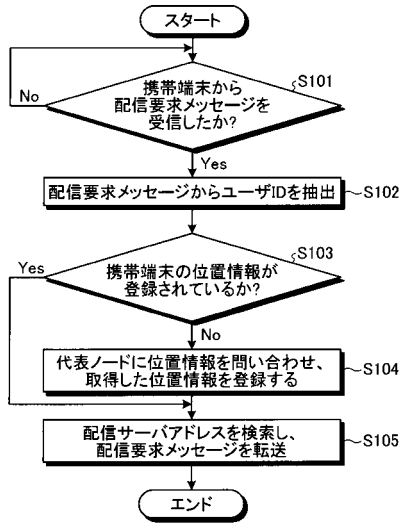 スタート
携帯端末から
配信要求メッセージを
受信したか?
S101
No
Yes
配信要求メッセージからユーザIDを抽出
S102
S103
携帯端末の位置情報が
登録されているか?
Yes
No
代表ノードに位置情報を問い合わせ、
取得した位置情報を登録する
S104
配信サーバアドレスを検索し、
配信要求メッセージを転送
S105
エンド